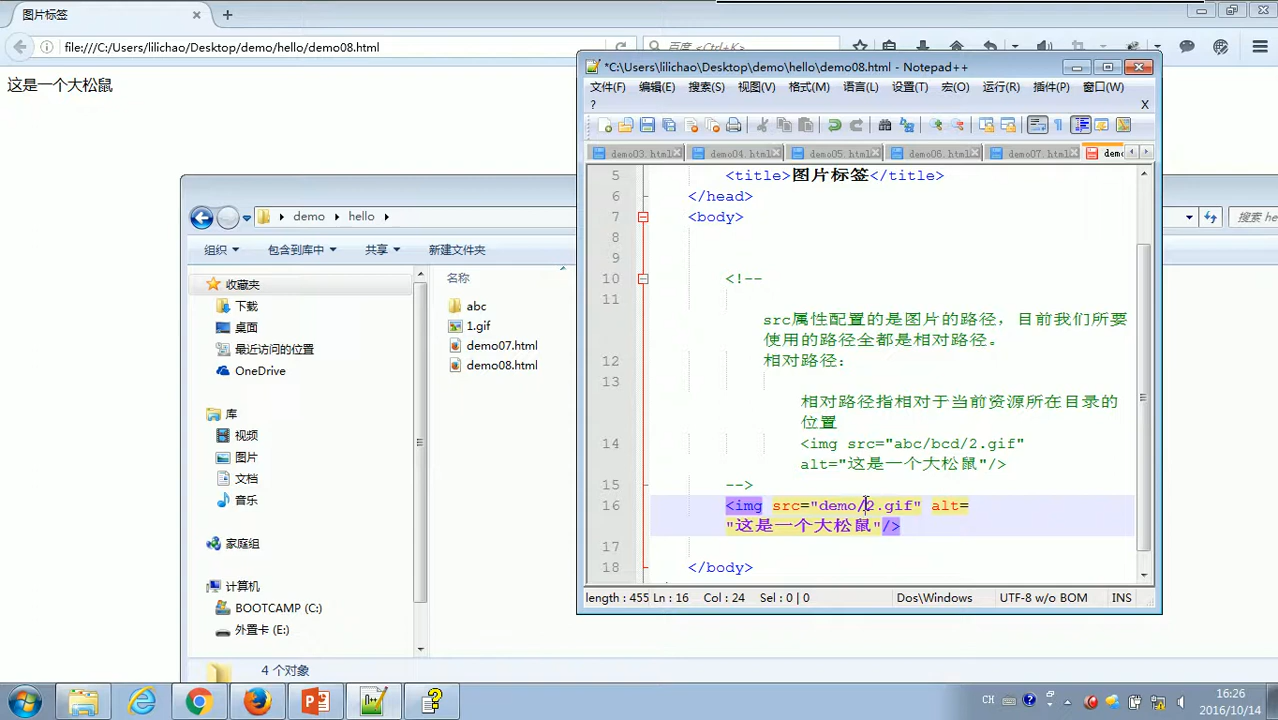 图片标签
file:///C:/Users/lilichao/Desktop/demo/hello/demo08.html
百度 <Ctrl+K>
这是一个大松鼠
*C:\Users\lilichao\Desktop\demo\hello\demo08.html - Notepad++
文件(F) 编辑(E) 搜索(S) 视图(V) 格式(M) 语言(L) 设置(T) 宏(O) 运行(R) 插件(P) 窗口(W)
? X
demo03.html demo04.html demo05.html demo06.html demo07.html demo
5 <title>图片标签</title>
6 </head>
7 <body>
8
9
10 <!--
11
src属性配置的是图片的路径，目前我们所要
使用的路径全都是相对路径。
12 相对路径：
13
相对路径指相对于当前资源所在目录的
位置
14 <img src="abc/bcd/2.gif"
alt="这是一个大松鼠"/>
15 -->
16 <img src="demo/2.gif" alt=
"这是一个大松鼠"/>
17
18 </body>
length : 455 Ln : 16 Col : 24 Sel : 0 | 0 Dos\Windows UTF-8 w/o BOM INS
demo hello
搜索 he
组织 包含到库中 共享 新建文件夹
收藏夹
下载
桌面
最近访问的位置
OneDrive
库
视频
图片
文档
音乐
家庭组
计算机
BOOTCAMP (C:)
外置卡 (E:)
名称
abc
1.gif
demo07.html
demo08.html
4 个对象
CH
16:26
2016/10/14